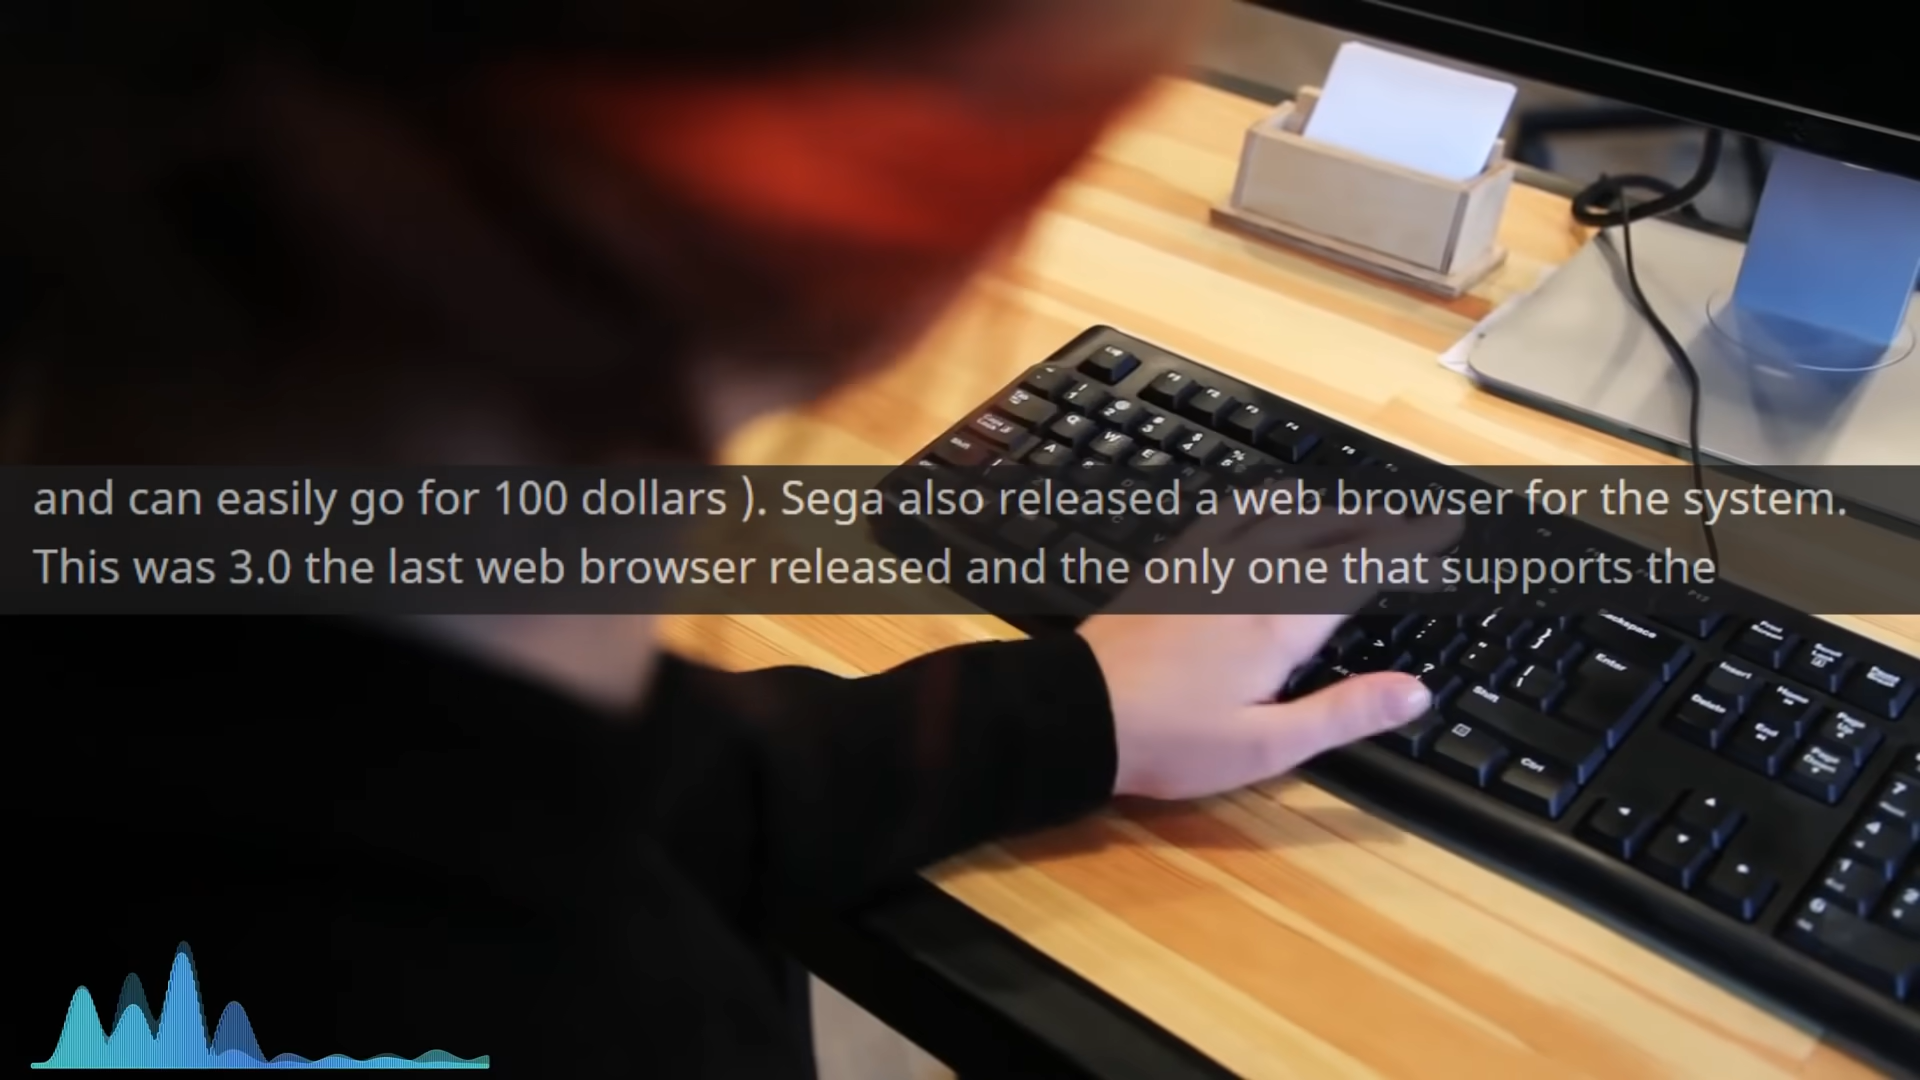 and can easily go for 100 dollars ). Sega also released a web browser for the system.
This was 3.0 the last web browser released and the only one that supports the